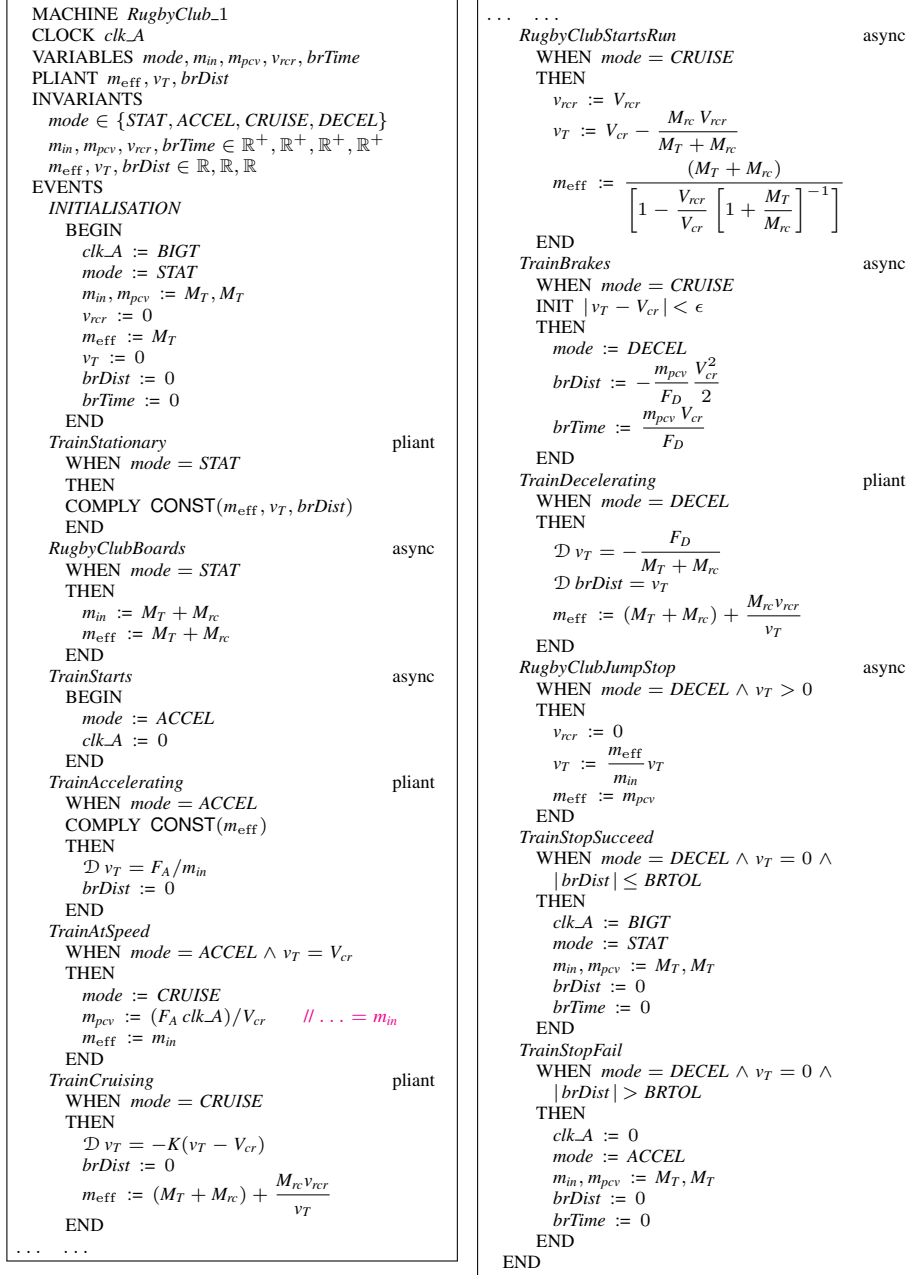 MACHINE RugbyClub_1
CLOCK clk_A
VARIABLES mode, m_in, m_pcv, v_rcr, brTime
PLIANT m_eff, v_T, brDist
INVARIANTS
mode ∈ {STAT, ACCEL, CRUISE, DECEL}
m_in, m_pcv, v_rcr, brTime ∈ ℝ⁺, ℝ⁺, ℝ⁺, ℝ⁺
m_eff, v_T, brDist ∈ ℝ, ℝ, ℝ
EVENTS
INITIALISATION
BEGIN
clk_A := BIGT
mode := STAT
m_in, m_pcv := M_T, M_T
v_rcr := 0
m_eff := M_T
v_T := 0
brDist := 0
brTime := 0
END
TrainStationary pliant
WHEN mode = STAT
THEN
COMPLY CONST(m_eff, v_T, brDist)
END
RugbyClubBoards async
WHEN mode = STAT
THEN
m_in := M_T + M_rc
m_eff := M_T + M_rc
END
TrainStarts async
BEGIN
mode := ACCEL
clk_A := 0
END
TrainAccelerating pliant
WHEN mode = ACCEL
COMPLY CONST(m_eff)
THEN
𝒟 v_T = F_A/m_in
brDist := 0
END
TrainAtSpeed
WHEN mode = ACCEL ∧ v_T = V_cr
THEN
mode := CRUISE
m_pcv := (F_A clk_A)/V_cr // . . . = m_in
m_eff := m_in
END
TrainCruising pliant
WHEN mode = CRUISE
THEN
𝒟 v_T = −K(v_T − V_cr)
brDist := 0
m_eff := (M_T + M_rc) + M_rc v_rcr / v_T
END
. . . . . .
. . . . . .
RugbyClubStartsRun async
WHEN mode = CRUISE
THEN
v_rcr := V_rcr
v_T := V_cr − M_rc V_rcr / (M_T + M_rc)
m_eff := (M_T + M_rc) / [1 − V_rcr/V_cr [1 + M_T/M_rc]⁻¹]
END
TrainBrakes async
WHEN mode = CRUISE
INIT |v_T − V_cr| < ϵ
THEN
mode := DECEL
brDist := − m_pcv/F_D V_cr²/2
brTime := m_pcv V_cr / F_D
END
TrainDecelerating pliant
WHEN mode = DECEL
THEN
𝒟 v_T = − F_D / (M_T + M_rc)
𝒟 brDist = v_T
m_eff := (M_T + M_rc) + M_rc v_rcr / v_T
END
RugbyClubJumpStop async
WHEN mode = DECEL ∧ v_T > 0
THEN
v_rcr := 0
v_T := m_eff/m_in v_T
m_eff := m_pcv
END
TrainStopSucceed
WHEN mode = DECEL ∧ v_T = 0 ∧
|brDist| ≤ BRTOL
THEN
clk_A := BIGT
mode := STAT
m_in, m_pcv := M_T, M_T
brDist := 0
brTime := 0
END
TrainStopFail
WHEN mode = DECEL ∧ v_T = 0 ∧
|brDist| > BRTOL
THEN
clk_A := 0
mode := ACCEL
m_in, m_pcv := M_T, M_T
brDist := 0
brTime := 0
END
END